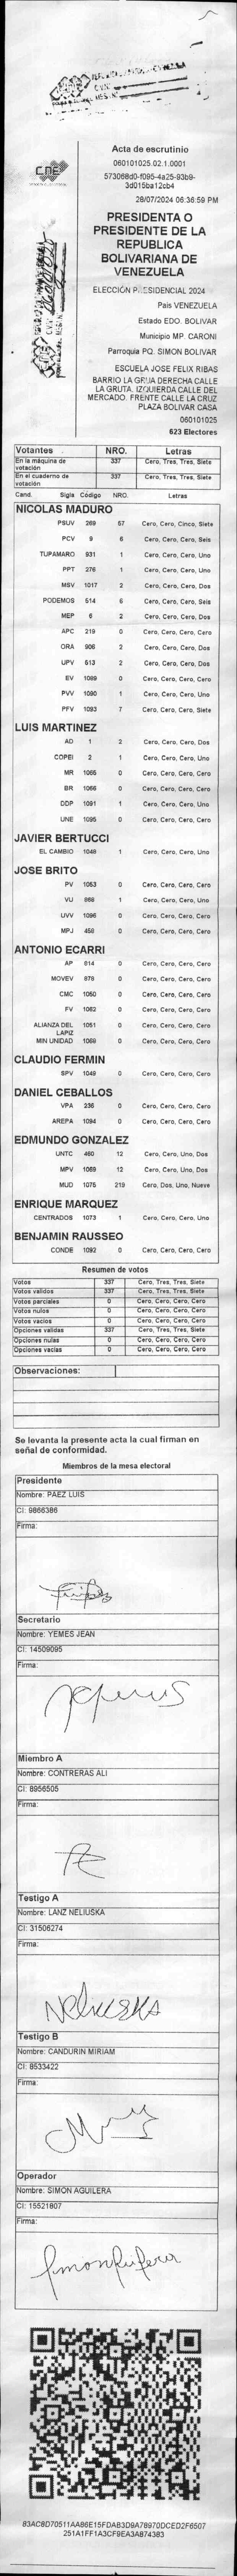 CNE
Acta de escrutinio
060101025.02.1.0001
573068d0-f095-4a25-93b9-
3d015ba12cb4
28/07/2024 06:36:59 PM
PRESIDENTA O
PRESIDENTE DE LA
REPUBLICA
BOLIVARIANA DE
VENEZUELA
ELECCIÓN PRESIDENCIAL 2024
Pais VENEZUELA
Estado EDO. BOLIVAR
Municipio MP. CARONI
Parroquia PQ. SIMON BOLIVAR
ESCUELA JOSE FELIX RIBAS
BARRIO LA GRUA DERECHA CALLE
LA GRUTA. IZQUIERDA CALLE DEL
MERCADO. FRENTE CALLE LA CRUZ
PLAZA BOLIVAR CASA
060101025
623 Electores
Votantes NRO. Letras
En la máquina de votación 337 Cero, Tres, Tres, Siete
En el cuaderno de votación 337 Cero, Tres, Tres, Siete
Cand. Sigla Código NRO. Letras
NICOLAS MADURO
PSUV 269 57 Cero, Cero, Cinco, Siete
PCV 9 6 Cero, Cero, Cero, Seis
TUPAMARO 931 1 Cero, Cero, Cero, Uno
PPT 276 1 Cero, Cero, Cero, Uno
MSV 1017 2 Cero, Cero, Cero, Dos
PODEMOS 514 6 Cero, Cero, Cero, Seis
MEP 6 2 Cero, Cero, Cero, Dos
APC 219 0 Cero, Cero, Cero, Cero
ORA 906 2 Cero, Cero, Cero, Dos
UPV 513 2 Cero, Cero, Cero, Dos
EV 1089 0 Cero, Cero, Cero, Cero
PVV 1090 1 Cero, Cero, Cero, Uno
PFV 1093 7 Cero, Cero, Cero, Siete
LUIS MARTINEZ
AD 1 2 Cero, Cero, Cero, Dos
COPEI 2 1 Cero, Cero, Cero, Uno
MR 1065 0 Cero, Cero, Cero, Cero
BR 1066 0 Cero, Cero, Cero, Cero
DDP 1091 1 Cero, Cero, Cero, Uno
UNE 1095 0 Cero, Cero, Cero, Cero
JAVIER BERTUCCI
EL CAMBIO 1048 1 Cero, Cero, Cero, Uno
JOSE BRITO
PV 1053 0 Cero, Cero, Cero, Cero
VU 868 1 Cero, Cero, Cero, Uno
UVV 1096 0 Cero, Cero, Cero, Cero
MPJ 456 0 Cero, Cero, Cero, Cero
ANTONIO ECARRI
AP 814 0 Cero, Cero, Cero, Cero
MOVEV 878 0 Cero, Cero, Cero, Cero
CMC 1050 0 Cero, Cero, Cero, Cero
FV 1062 0 Cero, Cero, Cero, Cero
ALIANZA DEL LAPIZ 1051 0 Cero, Cero, Cero, Cero
MIN UNIDAD 1068 0 Cero, Cero, Cero, Cero
CLAUDIO FERMIN
SPV 1049 0 Cero, Cero, Cero, Cero
DANIEL CEBALLOS
VPA 236 0 Cero, Cero, Cero, Cero
AREPA 1094 0 Cero, Cero, Cero, Cero
EDMUNDO GONZALEZ
UNTC 460 12 Cero, Cero, Uno, Dos
MPV 1069 12 Cero, Cero, Uno, Dos
MUD 1075 219 Cero, Dos, Uno, Nueve
ENRIQUE MARQUEZ
CENTRADOS 1073 1 Cero, Cero, Cero, Uno
BENJAMIN RAUSSEO
CONDE 1092 0 Cero, Cero, Cero, Cero
Resumen de votos
Votos 337 Cero, Tres, Tres, Siete
Votos validos 337 Cero, Tres, Tres, Siete
Votos parciales 0 Cero, Cero, Cero, Cero
Votos nulos 0 Cero, Cero, Cero, Cero
Votos vacios 0 Cero, Cero, Cero, Cero
Opciones validas 337 Cero, Tres, Tres, Siete
Opciones nulas 0 Cero, Cero, Cero, Cero
Opciones vacias 0 Cero, Cero, Cero, Cero
Observaciones:
Se levanta la presente acta la cual firman en
señal de conformidad.
Miembros de la mesa electoral
Presidente
Nombre: PAEZ LUIS
CI: 9866386
Firma:
Secretario
Nombre: YEMES JEAN
CI: 14509095
Firma:
Miembro A
Nombre: CONTRERAS ALI
CI: 8956505
Firma:
Testigo A
Nombre: LANZ NELIUSKA
CI: 31506274
Firma:
Neliuska
Testigo B
Nombre: CANDURIN MIRIAM
CI: 8533422
Firma:
Operador
Nombre: SIMON AGUILERA
CI: 15521807
Firma:
83AC8D70511AA86E15FDAB3D9A78970DCED2F6507
251A1FF1A3CF9EA3A874383